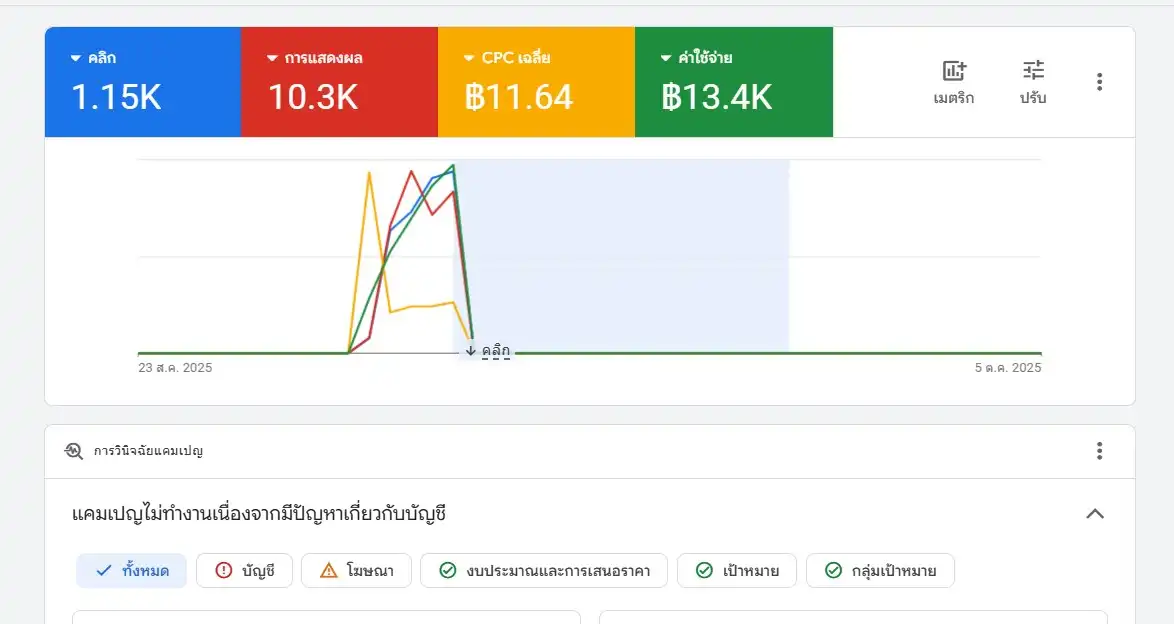 คลิก
1.15K
การแสดงผล
10.3K
CPC เฉลี่ย
฿11.64
ค่าใช้จ่าย
฿13.4K
เมตริก
ปรับ
คลิก
23 ส.ค. 2025
5 ต.ค. 2025
การวินิจฉัยแคมเปญ
แคมเปญไม่ทำงานเนื่องจากมีปัญหาเกี่ยวกับบัญชี
ทั้งหมด
บัญชี
โฆษณา
งบประมาณและการเสนอราคา
เป้าหมาย
กลุ่มเป้าหมาย